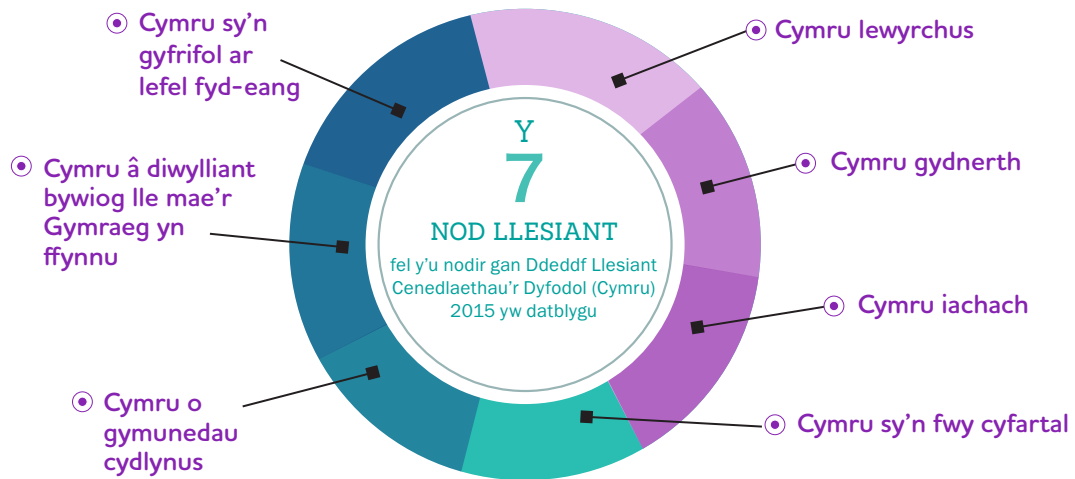 Y
7
NOD LLESIANT
fel y'u nodir gan Ddeddf Llesiant
Cenedlaethau'r Dyfodol (Cymru)
2015 yw datblygu
Cymru lewyrchus
Cymru gydnerth
Cymru iachach
Cymru sy'n fwy cyfartal
Cymru o
gymunedau
cydlynus
Cymru â diwylliant
bywiog lle mae'r
Gymraeg yn
ffynnu
Cymru sy'n
gyfrifol ar
lefel fyd-eang